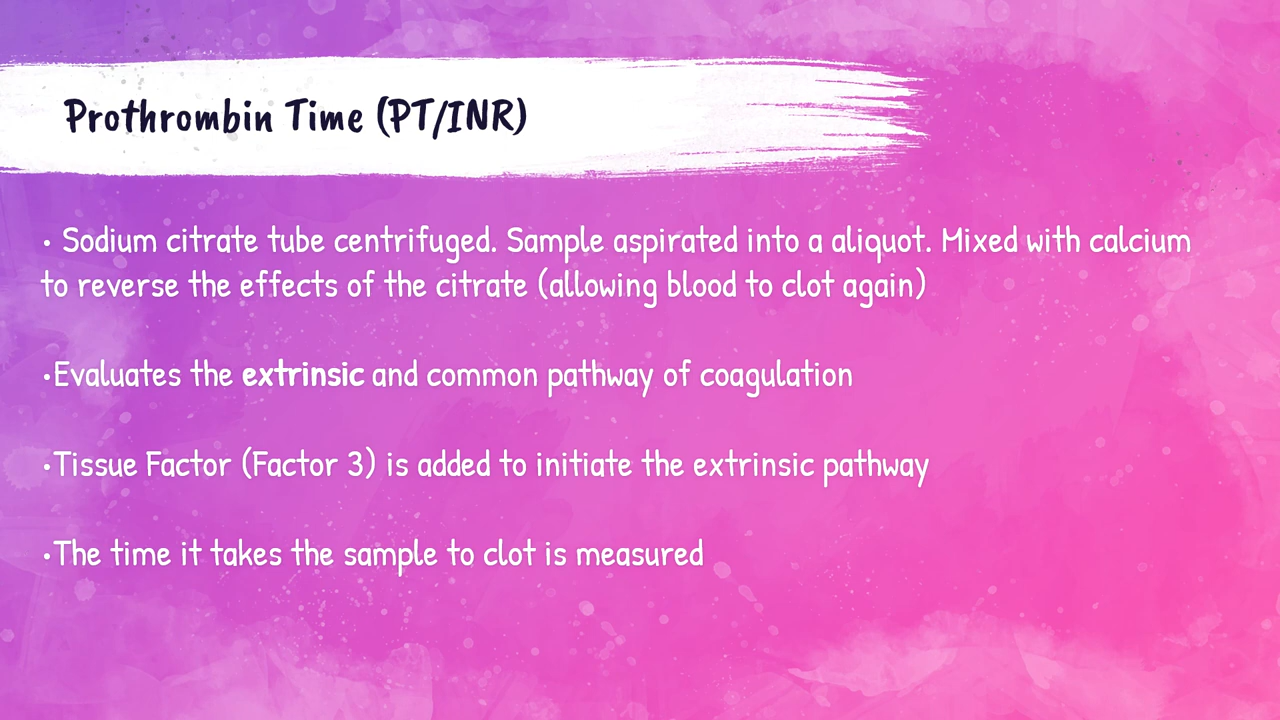 Prothrombin Time (PT/INR)
• Sodium citrate tube centrifuged. Sample aspirated into a aliquot. Mixed with calcium
to reverse the effects of the citrate (allowing blood to clot again)
•Evaluates the extrinsic and common pathway of coagulation
•Tissue Factor (Factor 3) is added to initiate the extrinsic pathway
•The time it takes the sample to clot is measured